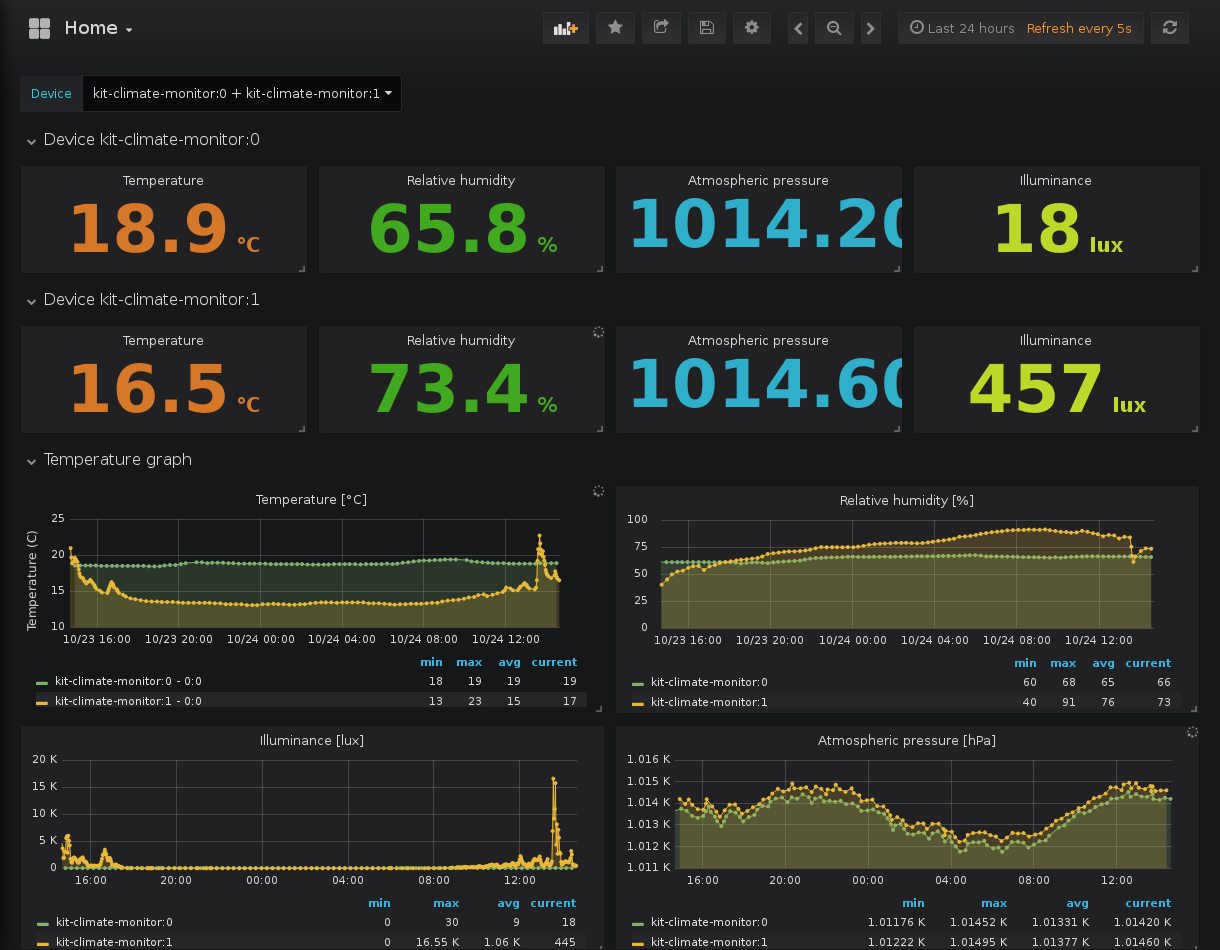 Home
Last 24 hours Refresh every 5s
Device kit-climate-monitor:0 + kit-climate-monitor:1
Device kit-climate-monitor:0
Temperature
18.9 °C
Relative humidity
65.8 %
Atmospheric pressure
1014.20
Illuminance
18 lux
Device kit-climate-monitor:1
Temperature
16.5 °C
Relative humidity
73.4 %
Atmospheric pressure
1014.60
Illuminance
457 lux
Temperature graph
Temperature [°C]
Temperature (C)
25
20
15
10
10/23 16:00 10/23 20:00 10/24 00:00 10/24 04:00 10/24 08:00 10/24 12:00
min max avg current
kit-climate-monitor:0 - 0:0 18 19 19 19
kit-climate-monitor:1 - 0:0 13 23 15 17
Relative humidity [%]
100
75
50
25
0
10/23 16:00 10/23 20:00 10/24 00:00 10/24 04:00 10/24 08:00 10/24 12:00
min max avg current
kit-climate-monitor:0 60 68 65 66
kit-climate-monitor:1 40 91 76 73
Illuminance [lux]
20 K
15 K
10 K
5 K
0
16:00 20:00 00:00 04:00 08:00 12:00
min max avg current
kit-climate-monitor:0 0 30 9 18
kit-climate-monitor:1 0 16.55 K 1.06 K 445
Atmospheric pressure [hPa]
1.016 K
1.015 K
1.014 K
1.013 K
1.012 K
1.011 K
16:00 20:00 00:00 04:00 08:00 12:00
min max avg current
kit-climate-monitor:0 1.01176 K 1.01452 K 1.01331 K 1.01420 K
kit-climate-monitor:1 1.01222 K 1.01495 K 1.01377 K 1.01460 K